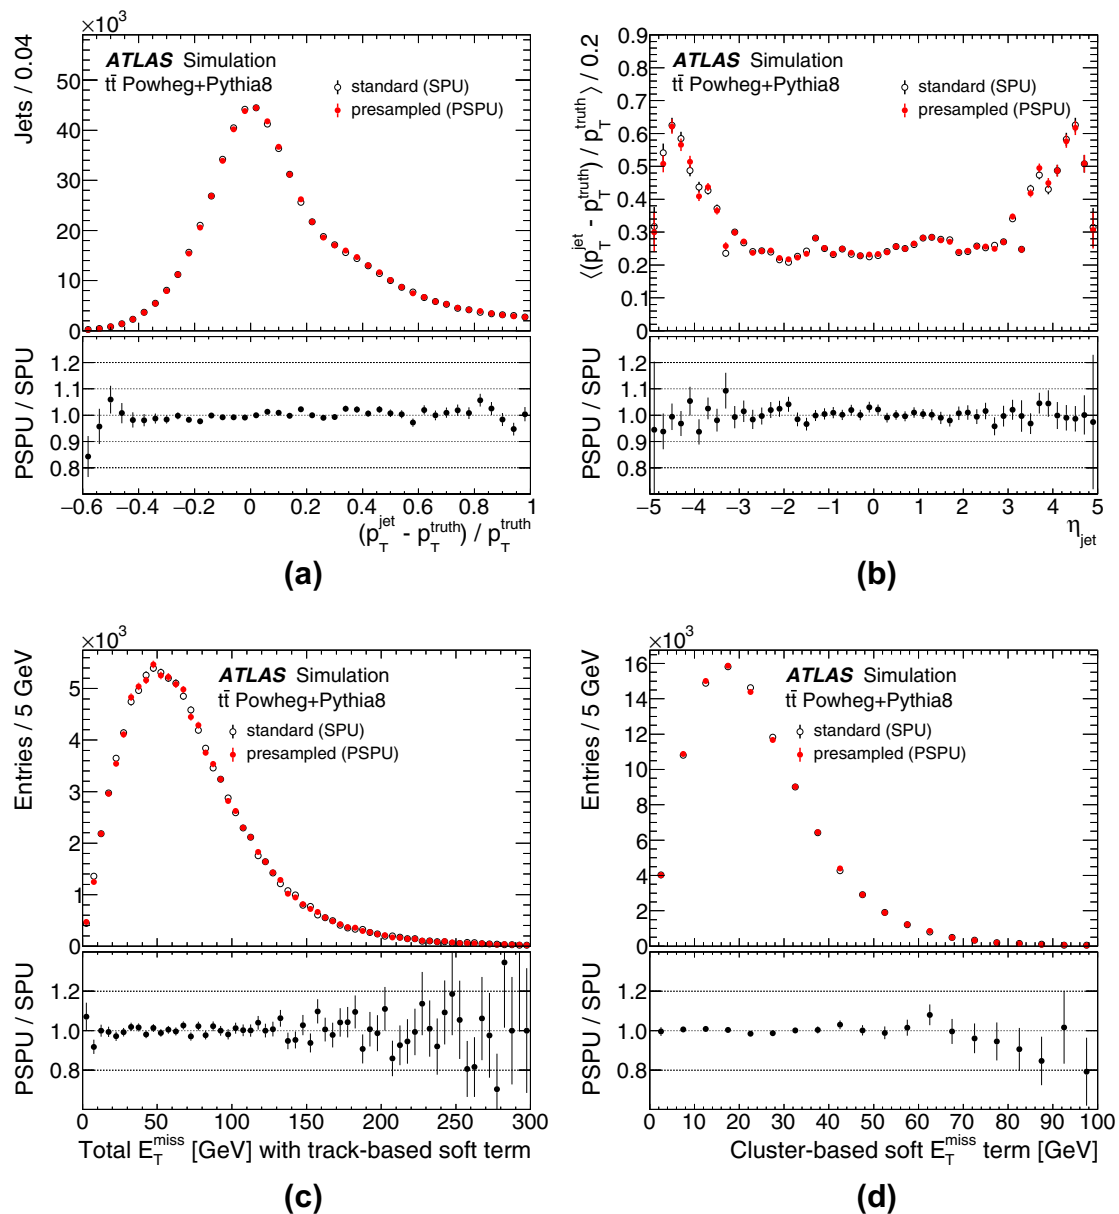 ×10³
Jets / 0.04
50
40
30
20
10
0
ATLAS Simulation
tt̄ Powheg+Pythia8
standard (SPU)
presampled (PSPU)
PSPU / SPU
1.2
1.1
1.0
0.9
0.8
−0.6 −0.4 −0.2 0 0.2 0.4 0.6 0.8 1
(p_T^jet - p_T^truth) / p_T^truth
(a)
⟨(p_T^jet - p_T^truth) / p_T^truth⟩ / 0.2
0.9
0.8
0.7
0.6
0.5
0.4
0.3
0.2
0.1
0
ATLAS Simulation
tt̄ Powheg+Pythia8
standard (SPU)
presampled (PSPU)
PSPU / SPU
1.2
1.1
1.0
0.9
0.8
−5 −4 −3 −2 −1 0 1 2 3 4 5
η_jet
(b)
×10³
Entries / 5 GeV
5
4
3
2
1
0
ATLAS Simulation
tt̄ Powheg+Pythia8
standard (SPU)
presampled (PSPU)
PSPU / SPU
1.2
1.0
0.8
0 50 100 150 200 250 300
Total E_T^miss [GeV] with track-based soft term
(c)
×10³
Entries / 5 GeV
16
14
12
10
8
6
4
2
0
ATLAS Simulation
tt̄ Powheg+Pythia8
standard (SPU)
presampled (PSPU)
PSPU / SPU
1.2
1.0
0.8
0 10 20 30 40 50 60 70 80 90 100
Cluster-based soft E_T^miss term [GeV]
(d)